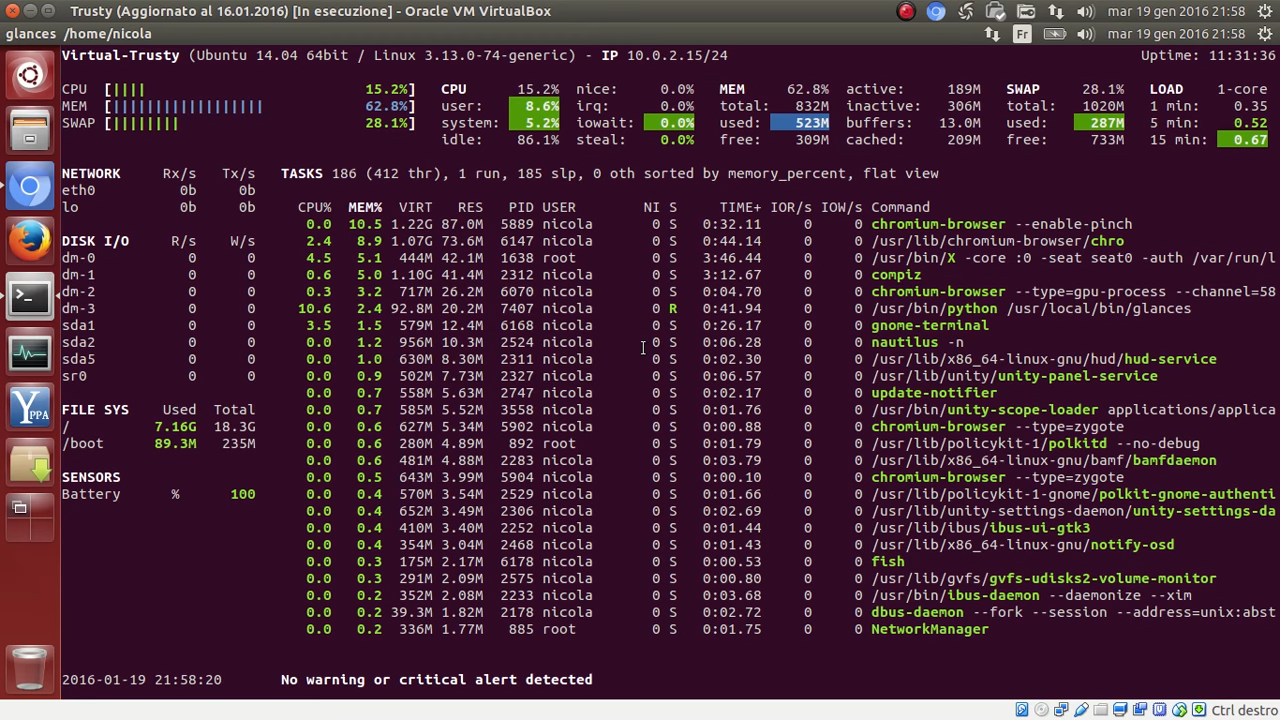 Trusty (Aggiornato al 16.01.2016) [In esecuzione] - Oracle VM VirtualBox mar 19 gen 2016 21:58
glances /home/nicola Fr mar 19 gen 2016 21:58
Virtual-Trusty (Ubuntu 14.04 64bit / Linux 3.13.0-74-generic) - IP 10.0.2.15/24 Uptime: 11:31:36
CPU [|||| 15.2%] CPU 15.2% nice: 0.0% MEM 62.8% active: 189M SWAP 28.1% LOAD 1-core
MEM [|||||||||||||||||| 62.8%] user: 8.6% irq: 0.0% total: 832M inactive: 306M total: 1020M 1 min: 0.35
SWAP [|||||||| 28.1%] system: 5.2% iowait: 0.0% used: 523M buffers: 13.0M used: 287M 5 min: 0.52
idle: 86.1% steal: 0.0% free: 309M cached: 209M free: 733M 15 min: 0.67
NETWORK Rx/s Tx/s TASKS 186 (412 thr), 1 run, 185 slp, 0 oth sorted by memory_percent, flat view
eth0 0b 0b
lo 0b 0b CPU% MEM% VIRT RES PID USER NI S TIME+ IOR/s IOW/s Command
0.0 10.5 1.22G 87.0M 5889 nicola 0 S 0:32.11 0 0 chromium-browser --enable-pinch
DISK I/O R/s W/s 2.4 8.9 1.07G 73.6M 6147 nicola 0 S 0:44.14 0 0 /usr/lib/chromium-browser/chro
dm-0 0 0 4.5 5.1 444M 42.1M 1638 root 0 S 3:46.44 0 0 /usr/bin/X -core :0 -seat seat0 -auth /var/run/l
dm-1 0 0 0.6 5.0 1.10G 41.4M 2312 nicola 0 S 3:12.67 0 0 compiz
dm-2 0 0 0.3 3.2 717M 26.2M 6070 nicola 0 S 0:04.70 0 0 chromium-browser --type=gpu-process --channel=58
dm-3 0 0 10.6 2.4 92.8M 20.2M 7407 nicola 0 R 0:41.94 0 0 /usr/bin/python /usr/local/bin/glances
sda1 0 0 3.5 1.5 579M 12.4M 6168 nicola 0 S 0:26.17 0 0 gnome-terminal
sda2 0 0 0.0 1.2 956M 10.3M 2524 nicola 0 S 0:06.28 0 0 nautilus -n
sda5 0 0 0.0 1.0 630M 8.30M 2311 nicola 0 S 0:02.30 0 0 /usr/lib/x86_64-linux-gnu/hud/hud-service
sr0 0 0 0.0 0.9 502M 7.73M 2327 nicola 0 S 0:06.57 0 0 /usr/lib/unity/unity-panel-service
0.0 0.7 558M 5.63M 2747 nicola 0 S 0:02.17 0 0 update-notifier
FILE SYS Used Total 0.0 0.7 585M 5.52M 3558 nicola 0 S 0:01.76 0 0 /usr/bin/unity-scope-loader applications/applica
/ 7.16G 18.3G 0.0 0.6 627M 5.34M 5902 nicola 0 S 0:00.88 0 0 chromium-browser --type=zygote
/boot 89.3M 235M 0.0 0.6 280M 4.89M 892 root 0 S 0:01.79 0 0 /usr/lib/policykit-1/polkitd --no-debug
0.0 0.6 481M 4.88M 2283 nicola 0 S 0:03.79 0 0 /usr/lib/x86_64-linux-gnu/bamf/bamfdaemon
SENSORS 0.0 0.5 643M 3.99M 5904 nicola 0 S 0:00.10 0 0 chromium-browser --type=zygote
Battery % 100 0.0 0.4 570M 3.54M 2529 nicola 0 S 0:01.66 0 0 /usr/lib/policykit-1-gnome/polkit-gnome-authenti
0.0 0.4 652M 3.49M 2306 nicola 0 S 0:02.69 0 0 /usr/lib/unity-settings-daemon/unity-settings-da
0.0 0.4 410M 3.40M 2252 nicola 0 S 0:01.44 0 0 /usr/lib/ibus/ibus-ui-gtk3
0.0 0.4 354M 3.04M 2468 nicola 0 S 0:01.43 0 0 /usr/lib/x86_64-linux-gnu/notify-osd
0.0 0.3 175M 2.17M 6178 nicola 0 S 0:00.53 0 0 fish
0.0 0.3 291M 2.09M 2575 nicola 0 S 0:00.80 0 0 /usr/lib/gvfs/gvfs-udisks2-volume-monitor
0.0 0.2 352M 2.08M 2233 nicola 0 S 0:03.68 0 0 /usr/bin/ibus-daemon --daemonize --xim
0.0 0.2 39.3M 1.82M 2178 nicola 0 S 0:02.72 0 0 dbus-daemon --fork --session --address=unix:abst
0.0 0.2 336M 1.77M 885 root 0 S 0:01.75 0 0 NetworkManager
2016-01-19 21:58:20 No warning or critical alert detected
Y PPA
Ctrl destro